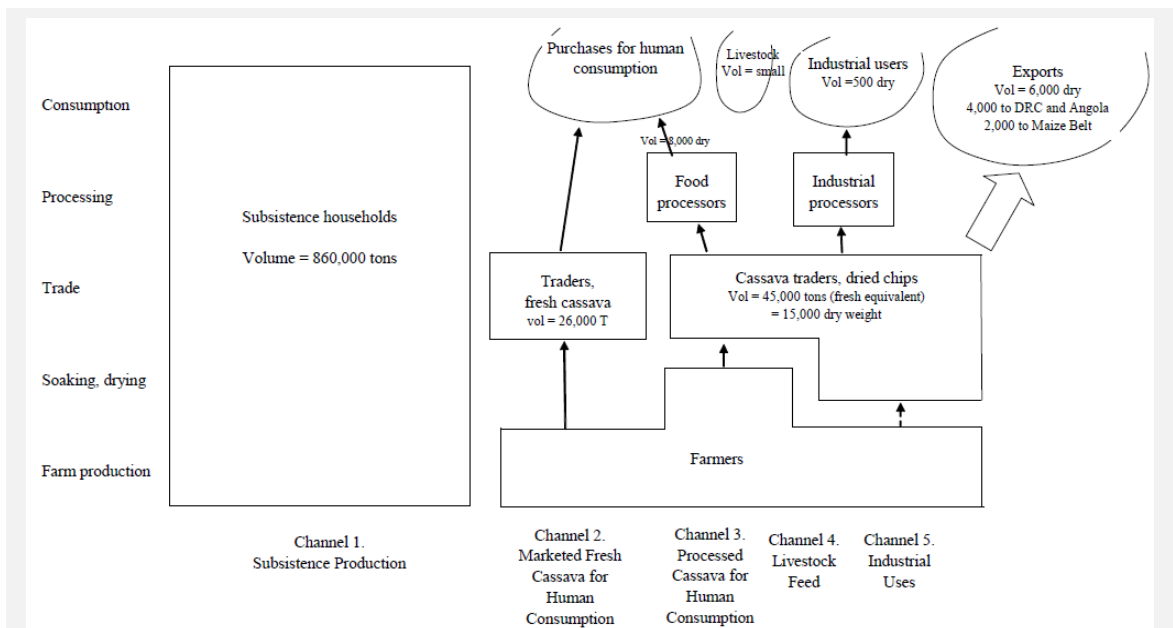 Purchases for human
consumption
Livestock
Vol = small
Industrial users
Vol =500 dry
Exports
Vol = 6,000 dry
4,000 to DRC and Angola
2,000 to Maize Belt
Consumption
Vol = 8,000 dry
Processing
Food
processors
Industrial
processors
Subsistence households
Volume = 860,000 tons
Trade
Traders,
fresh cassava
vol = 26,000 T
Cassava traders, dried chips
Vol = 45,000 tons (fresh equivalent)
= 15,000 dry weight
Soaking, drying
Farm production
Farmers
Channel 1.
Subsistence Production
Channel 2.
Marketed Fresh
Cassava for
Human
Consumption
Channel 3.
Processed
Cassava for
Human
Consumption
Channel 4.
Livestock
Feed
Channel 5.
Industrial
Uses